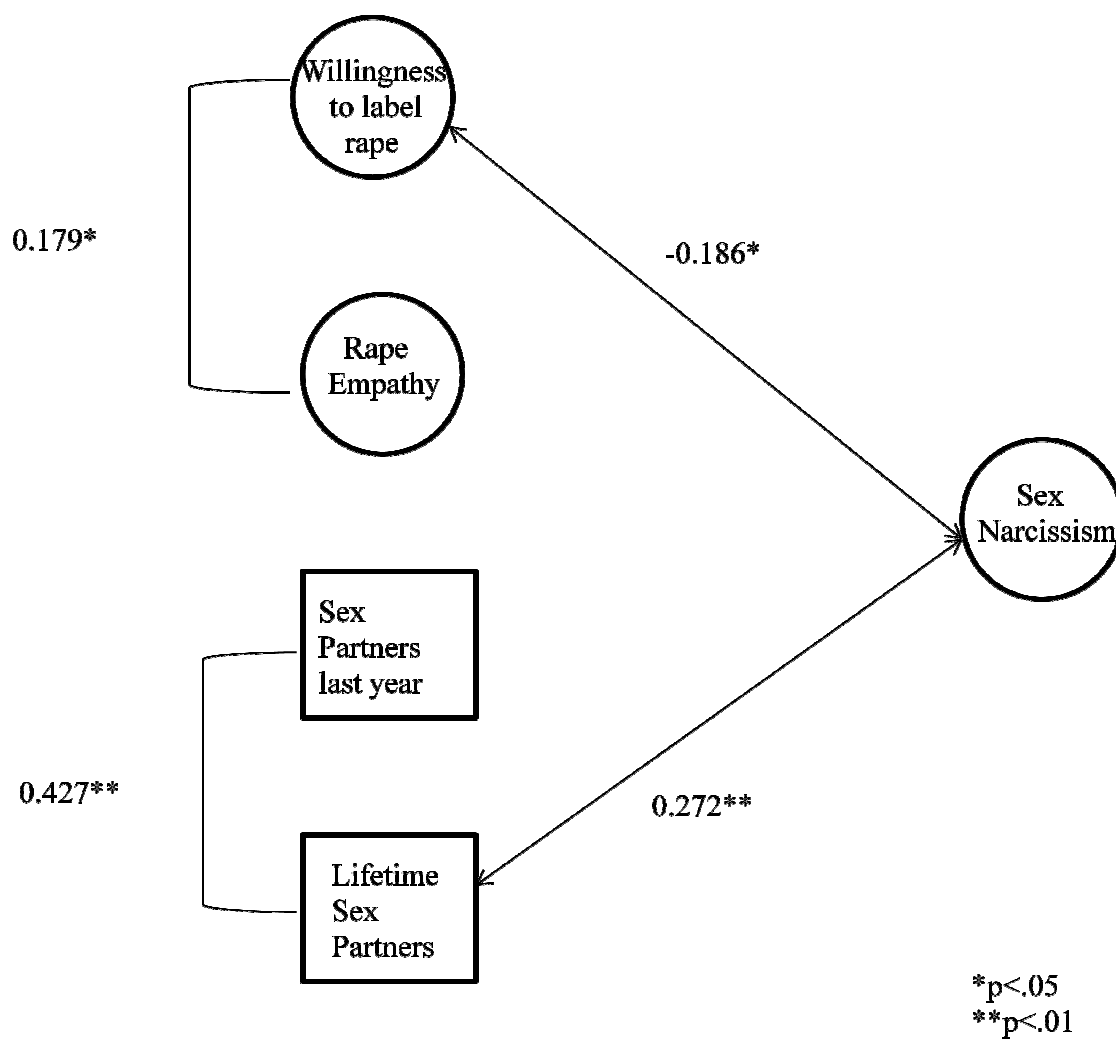 Willingness
to label
rape
0.179*
-0.186*
Rape
Empathy
Sex
Narcissism
Sex
Partners
last year
0.427**
0.272**
Lifetime
Sex
Partners
*p<.05
**p<.01